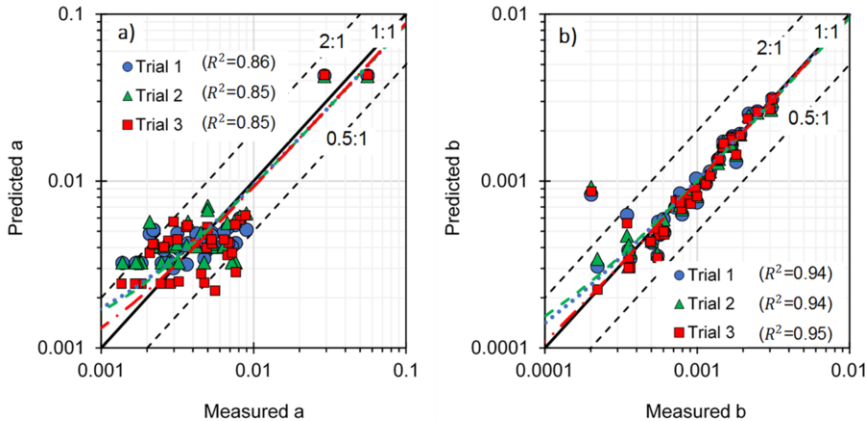 a)
0.1
0.01
0.001
0.001
0.01
0.1
Predicted a
Measured a
2:1
1:1
0.5:1
Trial 1 (R²=0.86)
Trial 2 (R²=0.85)
Trial 3 (R²=0.85)
b)
0.01
0.001
0.0001
0.0001
0.001
0.01
Predicted b
Measured b
2:1
1:1
0.5:1
Trial 1 (R²=0.94)
Trial 2 (R²=0.94)
Trial 3 (R²=0.95)